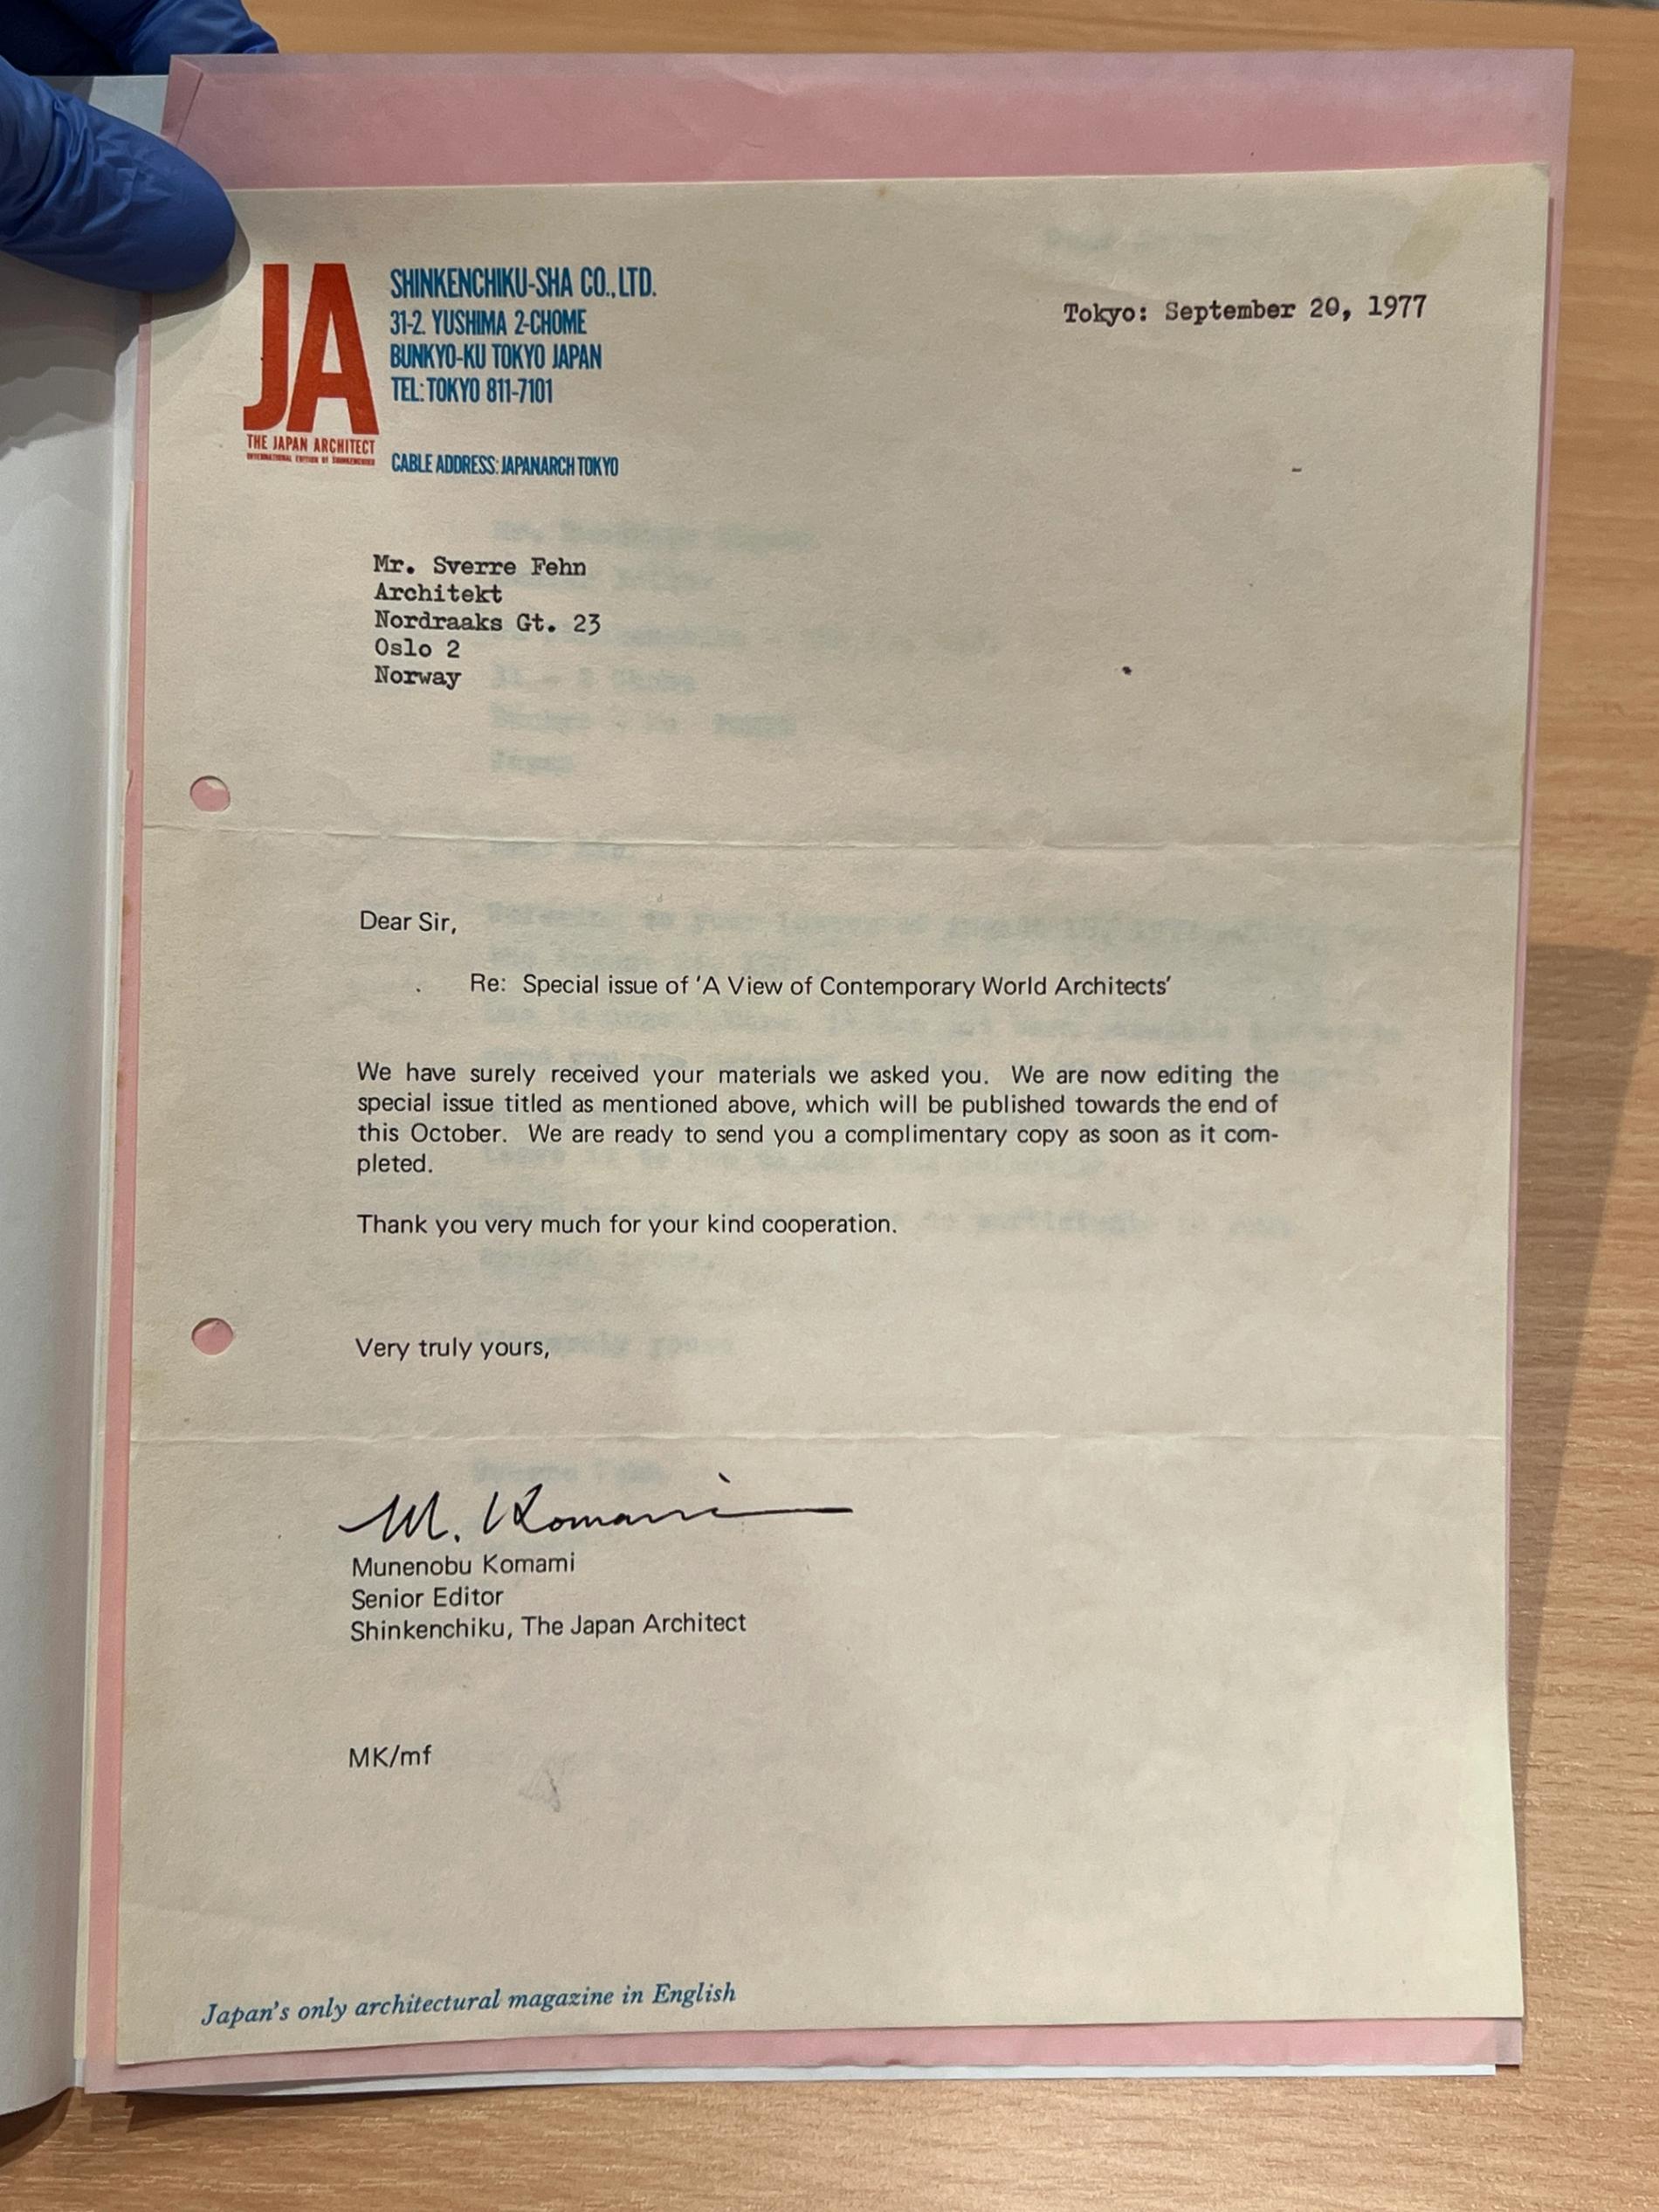 JA
THE JAPAN ARCHITECT
INTERNATIONAL EDITION OF SHINKENCHIKU
SHINKENCHIKU-SHA CO., LTD.
31-2. YUSHIMA 2-CHOME
BUNKYO-KU TOKYO JAPAN
TEL: TOKYO 811-7101
CABLE ADDRESS: JAPANARCH TOKYO
Tokyo: September 20, 1977
Mr. Sverre Fehn
Architekt
Nordraaks Gt. 23
Oslo 2
Norway
Dear Sir,
Re: Special issue of 'A View of Contemporary World Architects'
We have surely received your materials we asked you. We are now editing the
special issue titled as mentioned above, which will be published towards the end of
this October. We are ready to send you a complimentary copy as soon as it com-
pleted.
Thank you very much for your kind cooperation.
Very truly yours,
M. Komami
Munenobu Komami
Senior Editor
Shinkenchiku, The Japan Architect
MK/mf
Japan's only architectural magazine in English